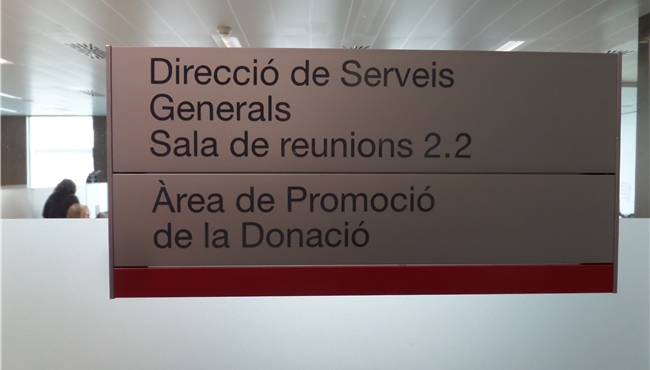 Direcció de Serveis
Generals
Sala de reunions 2.2
Àrea de Promoció
de la Donació